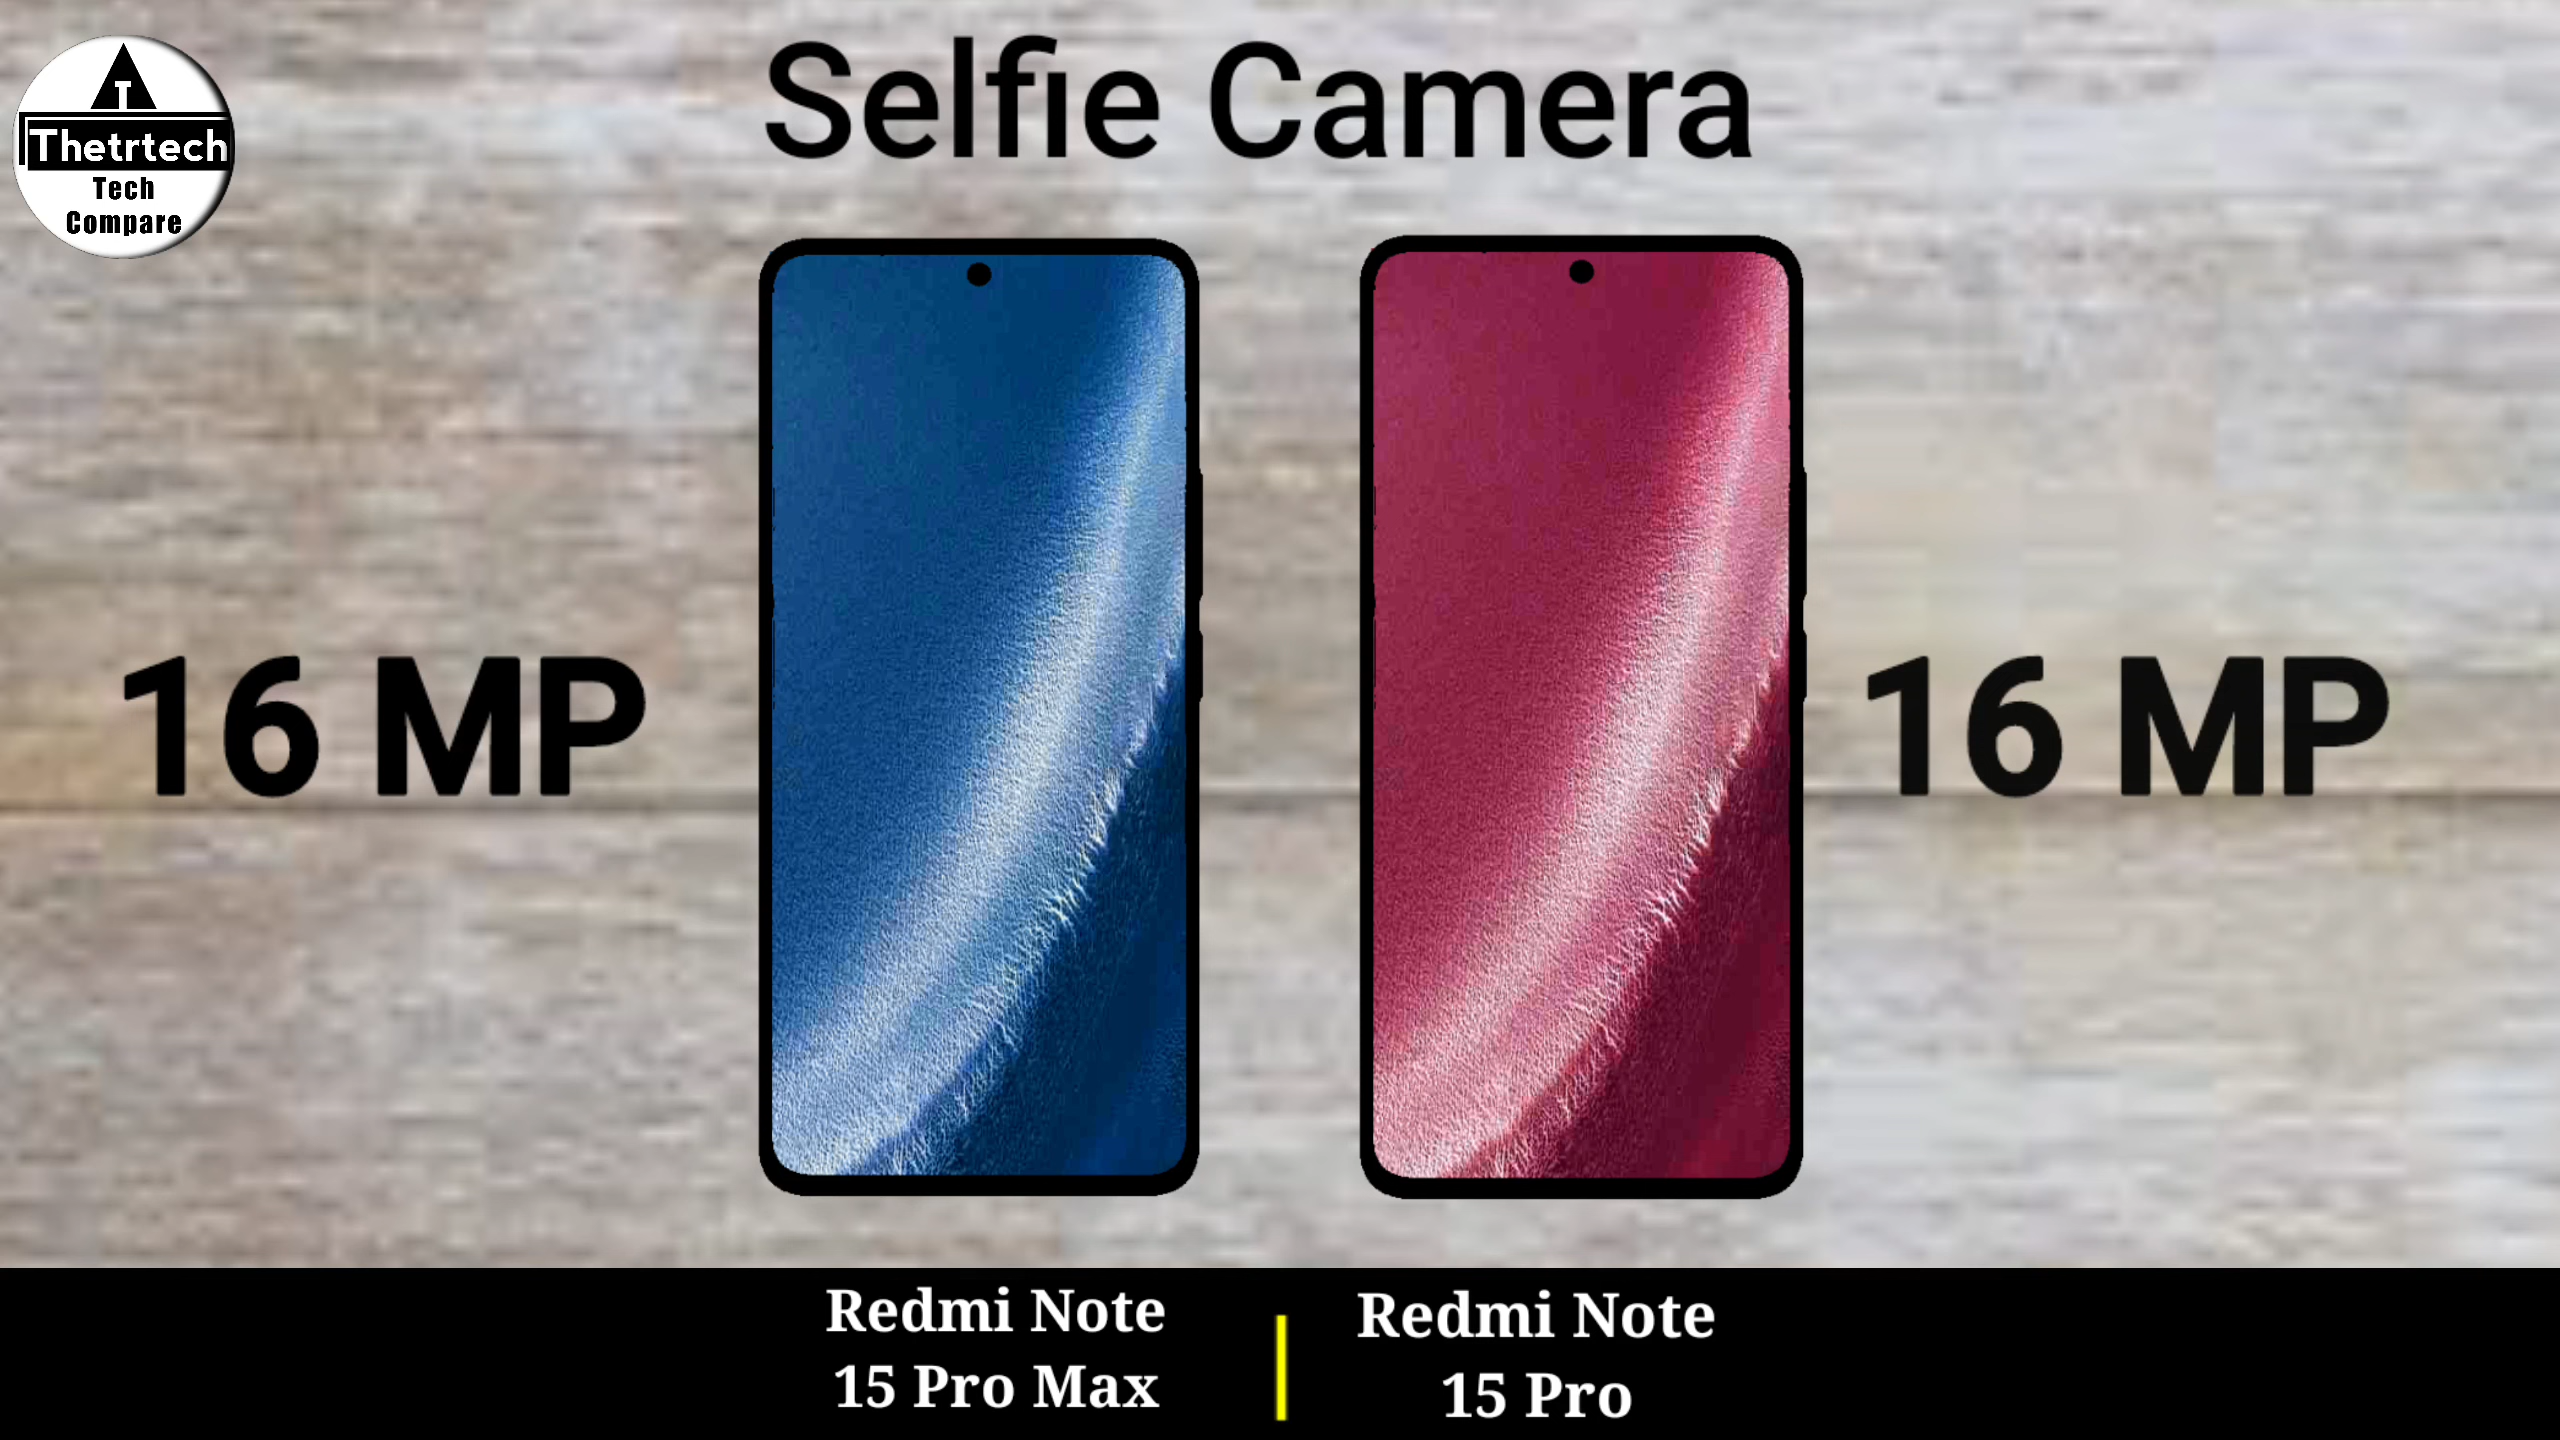 Selfie Camera
T
Thetrtech
Tech
Compare
16 MP
16 MP
Redmi Note
15 Pro Max
Redmi Note
15 Pro